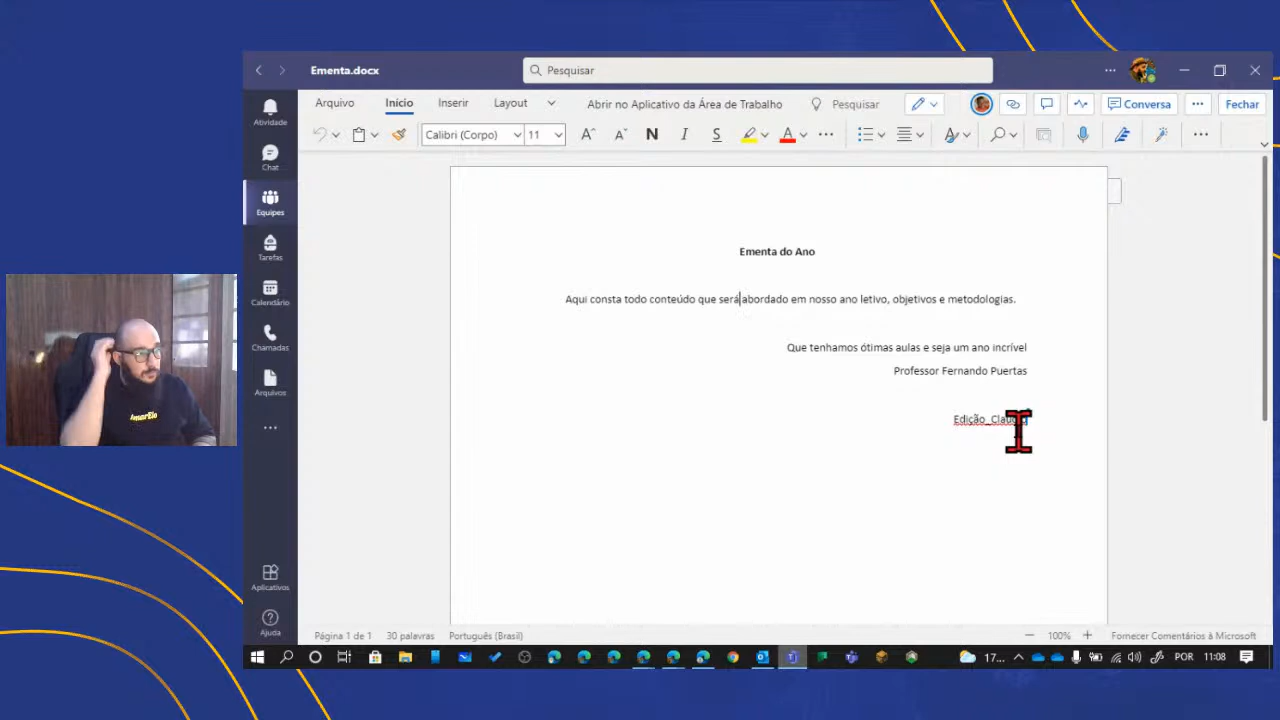 Ementa.docx
Pesquisar
Arquivo Início Inserir Layout Abrir no Aplicativo da Área de Trabalho Pesquisar Conversa Fechar
Calibri (Corpo) 11 N I S A
Atividade
Chat
Equipes
Tarefas
Calendário
Chamadas
Arquivos
Aplicativos
Ajuda
Ementa do Ano
Aqui consta todo conteúdo que será abordado em nosso ano letivo, objetivos e metodologias.
Que tenhamos ótimas aulas e seja um ano incrível
Professor Fernando Puertas
AmarElo
Página 1 de 1 30 palavras Português (Brasil) 100% Fornecer Comentários à Microsoft
17... POR 11:08